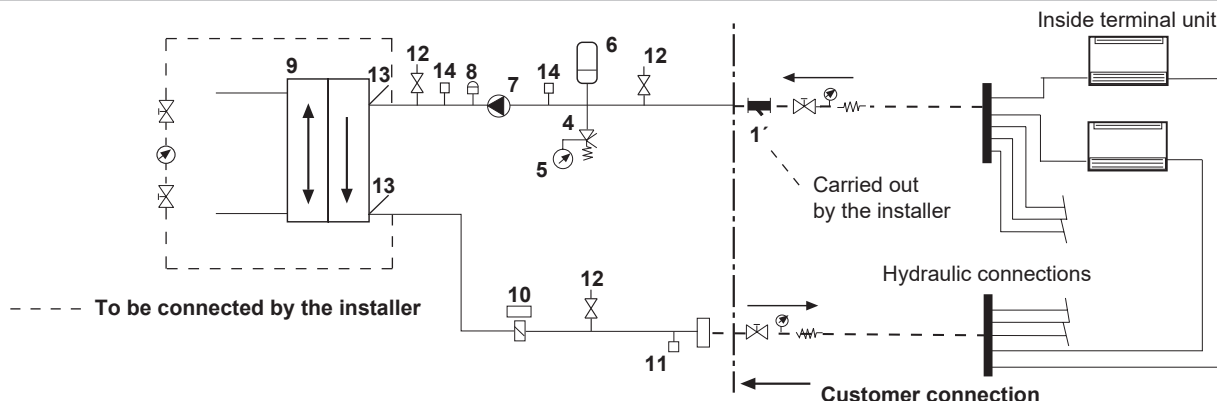 Inside terminal unit
6
12
12
9
13
14
8
14
7
4
1´
5
13
Carried out
by the installer
Hydraulic connections
12
10
- - - - - To be connected by the installer
11
Customer connection